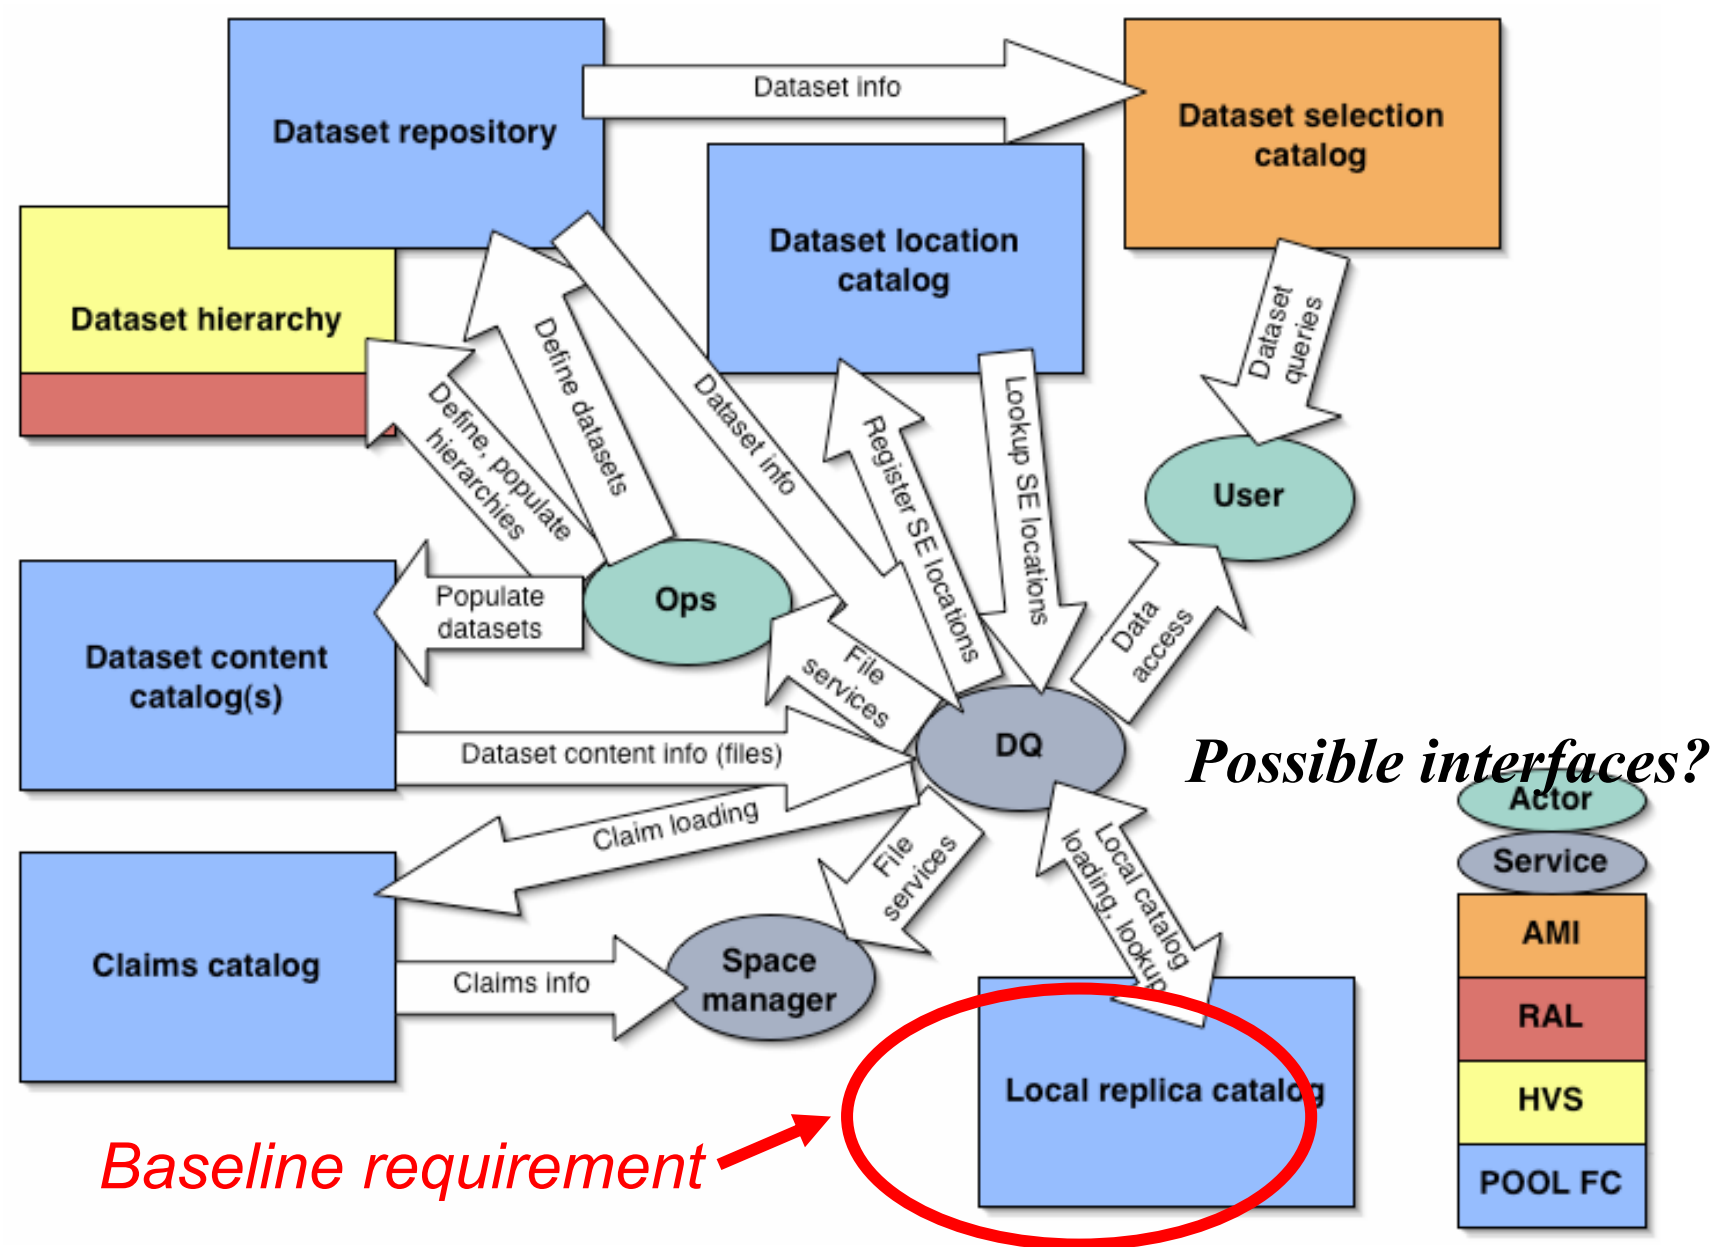 Dataset info
Dataset repository
Dataset selection
catalog
Dataset location
catalog
Dataset hierarchy
Dataset
queries
Define datasets
Define, populate
hierarchies
Dataset info
Register SE locations
Lookup SE locations
User
Populate
datasets
Ops
Data
access
Dataset content
catalog(s)
File
services
Dataset content info (files)
DQ
Possible interfaces?
Actor
Claim loading
File
services
Local catalog
loading, lookup
Service
AMI
Claims catalog
Claims info
Space
manager
RAL
Local replica catalog
HVS
Baseline requirement
POOL FC